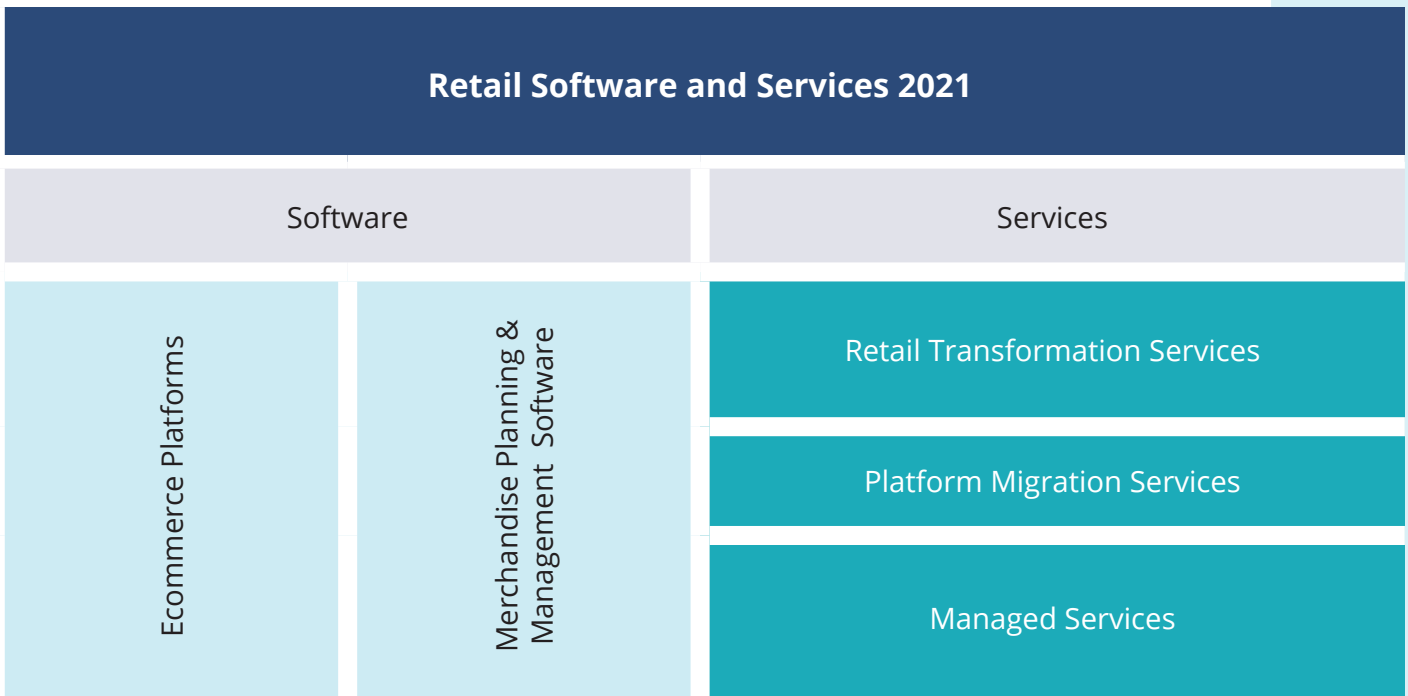 Retail Software and Services 2021
Software
Services
Ecommerce Platforms
Merchandise Planning &
Management Software
Retail Transformation Services
Platform Migration Services
Managed Services